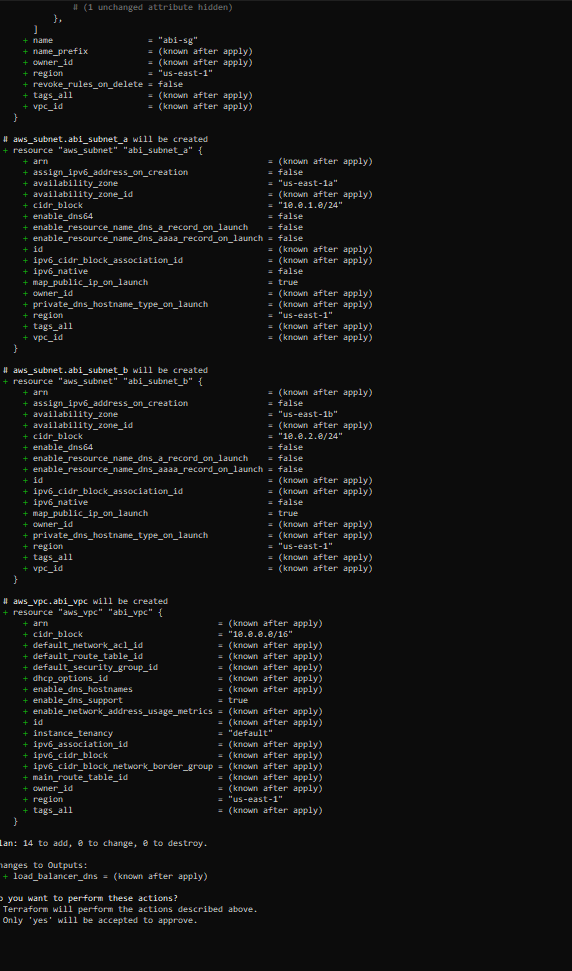 # (1 unchanged attribute hidden)
},
]
+ name = "abi-sg"
+ name_prefix = (known after apply)
+ owner_id = (known after apply)
+ region = "us-east-1"
+ revoke_rules_on_delete = false
+ tags_all = (known after apply)
+ vpc_id = (known after apply)
}
# aws_subnet.abi_subnet_a will be created
+ resource "aws_subnet" "abi_subnet_a" {
+ arn = (known after apply)
+ assign_ipv6_address_on_creation = false
+ availability_zone = "us-east-1a"
+ availability_zone_id = (known after apply)
+ cidr_block = "10.0.1.0/24"
+ enable_dns64 = false
+ enable_resource_name_dns_a_record_on_launch = false
+ enable_resource_name_dns_aaaa_record_on_launch = false
+ id = (known after apply)
+ ipv6_cidr_block_association_id = (known after apply)
+ ipv6_native = false
+ map_public_ip_on_launch = true
+ owner_id = (known after apply)
+ private_dns_hostname_type_on_launch = (known after apply)
+ region = "us-east-1"
+ tags_all = (known after apply)
+ vpc_id = (known after apply)
}
# aws_subnet.abi_subnet_b will be created
+ resource "aws_subnet" "abi_subnet_b" {
+ arn = (known after apply)
+ assign_ipv6_address_on_creation = false
+ availability_zone = "us-east-1b"
+ availability_zone_id = (known after apply)
+ cidr_block = "10.0.2.0/24"
+ enable_dns64 = false
+ enable_resource_name_dns_a_record_on_launch = false
+ enable_resource_name_dns_aaaa_record_on_launch = false
+ id = (known after apply)
+ ipv6_cidr_block_association_id = (known after apply)
+ ipv6_native = false
+ map_public_ip_on_launch = true
+ owner_id = (known after apply)
+ private_dns_hostname_type_on_launch = (known after apply)
+ region = "us-east-1"
+ tags_all = (known after apply)
+ vpc_id = (known after apply)
}
# aws_vpc.abi_vpc will be created
+ resource "aws_vpc" "abi_vpc" {
+ arn = (known after apply)
+ cidr_block = "10.0.0.0/16"
+ default_network_acl_id = (known after apply)
+ default_route_table_id = (known after apply)
+ default_security_group_id = (known after apply)
+ dhcp_options_id = (known after apply)
+ enable_dns_hostnames = (known after apply)
+ enable_dns_support = true
+ enable_network_address_usage_metrics = (known after apply)
+ id = (known after apply)
+ instance_tenancy = "default"
+ ipv6_association_id = (known after apply)
+ ipv6_cidr_block = (known after apply)
+ ipv6_cidr_block_network_border_group = (known after apply)
+ main_route_table_id = (known after apply)
+ owner_id = (known after apply)
+ region = "us-east-1"
+ tags_all = (known after apply)
}
lan: 14 to add, 0 to change, 0 to destroy.
hanges to Outputs:
+ load_balancer_dns = (known after apply)
o you want to perform these actions?
Terraform will perform the actions described above.
Only 'yes' will be accepted to approve.